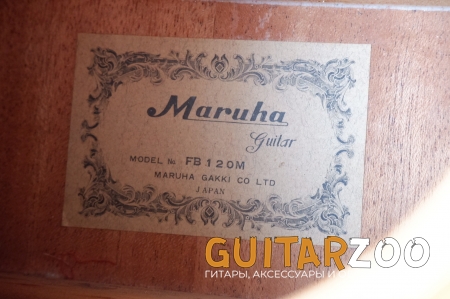 Maruha
Guitar
MODEL No FB120M
MARUHA GAKKI CO LTD
JAPAN
GUITARZOO
ГИТАРЫ, АКСЕССУАРЫ И